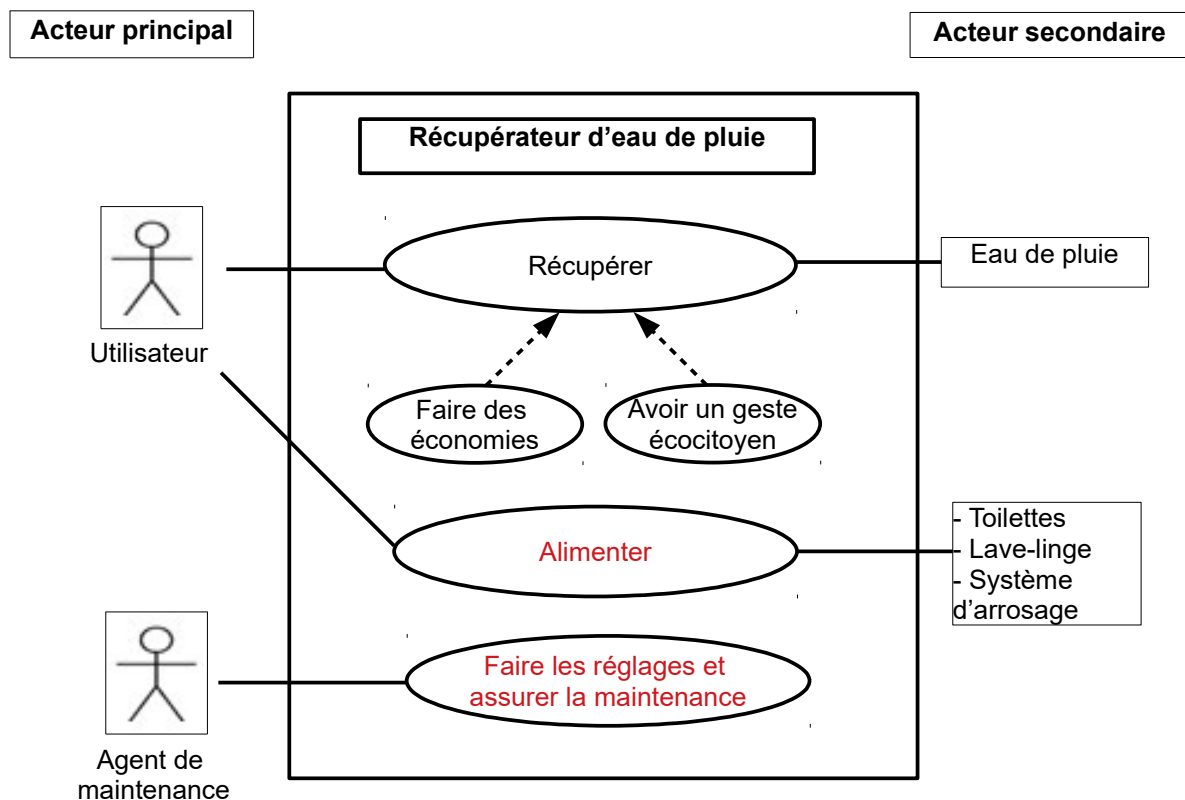 Acteur principal
Acteur secondaire
Récupérateur d’eau de pluie
Récupérer
Eau de pluie
Utilisateur
Faire des
économies
Avoir un geste
écocitoyen
Alimenter
- Toilettes
- Lave-linge
- Système
d’arrosage
Faire les réglages et
assurer la maintenance
Agent de
maintenance